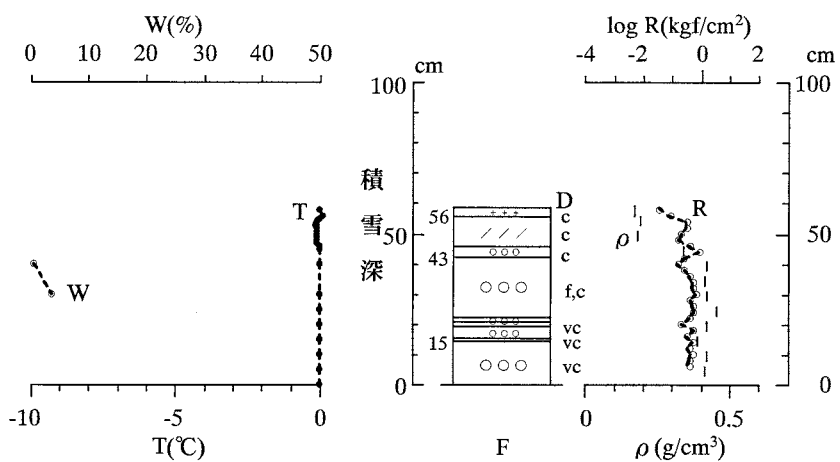 W(%)
0 10 20 30 40 50
log R(kgf/cm²)
-4 -2 0 2
cm
cm
100
100
積雪深
T
W
D
56
c
50
c
43
c
f,c
vc
15
vc
vc
0
R
ρ
50
0
-10 -5 0
T(℃)
F
0 0.5
ρ (g/cm³)